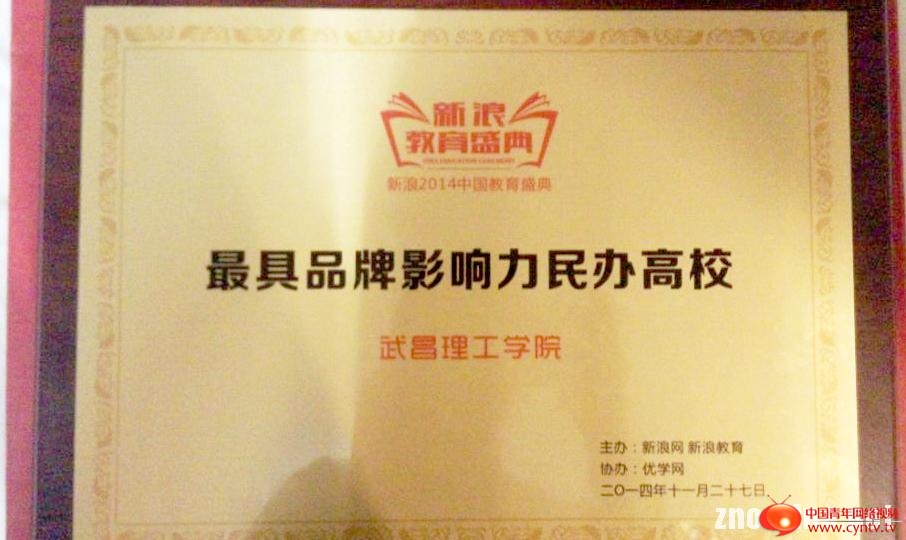 新浪
教育盛典
SINA EDUCATION CEREMONY
新浪2014中国教育盛典
最具品牌影响力民办高校
武昌理工学院
主办：新浪网 新浪教育
协办：优学网
二〇一四年十一月二十七日
中国青年网络视频
www.cyntv.tv